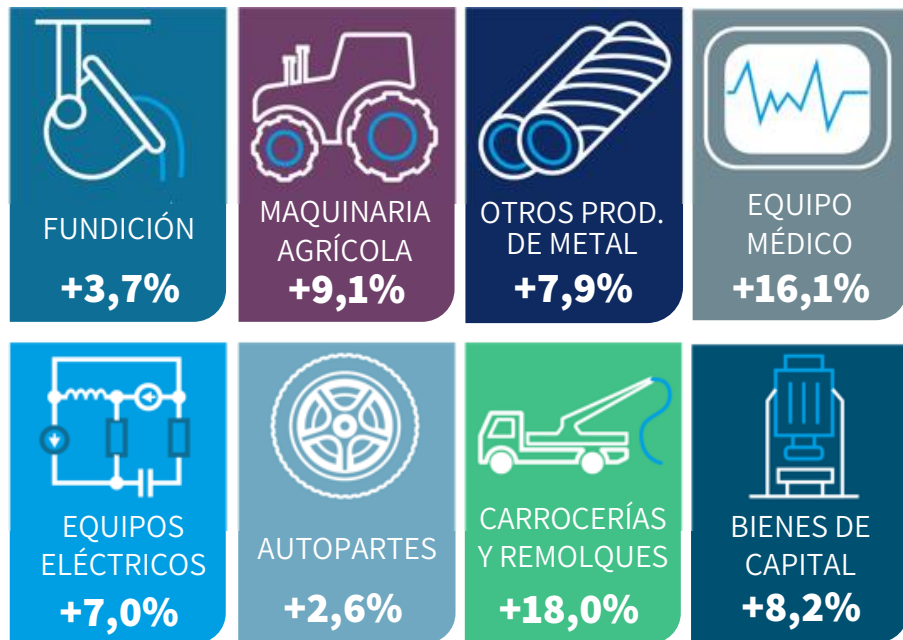 FUNDICIÓN
+3,7%
MAQUINARIA
AGRÍCOLA
+9,1%
OTROS PROD.
DE METAL
+7,9%
EQUIPO
MÉDICO
+16,1%
EQUIPOS
ELÉCTRICOS
+7,0%
AUTOPARTES
+2,6%
CARROCERÍAS
Y REMOLQUES
+18,0%
BIENES DE
CAPITAL
+8,2%